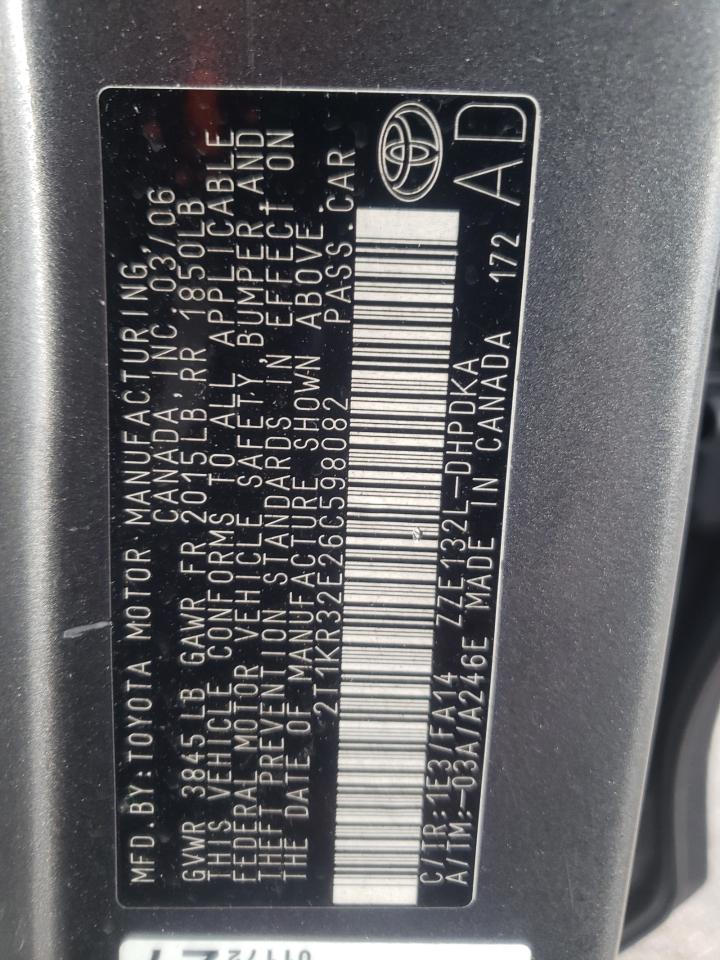 MFD.BY:TOYOTA MOTOR MANUFACTURING,
CANADA, INC. 03/06
GVWR 3845 LB GAWR FR 2015LB, RR 1850LB
THIS VEHICLE CONFORMS TO ALL APPLICABLE
FEDERAL MOTOR VEHICLE SAFETY, BUMPER AND
THEFT PREVENTION STANDARDS IN EFFECT ON
THE DATE OF MANUFACTURE SHOWN ABOVE.
2T1KR32E26C598082 PASS.CAR
C/TR:1E3/FA14 ZZE132L-DHPDKA
A/TM:-03A/A246E MADE IN CANADA 172
AD